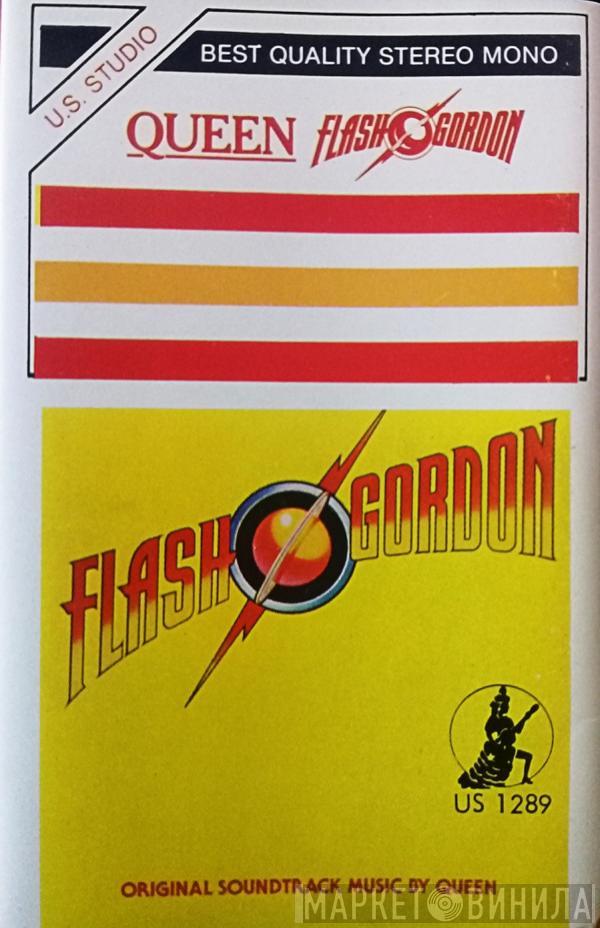 BEST QUALITY STEREO MONO
U.S. STUDIO
QUEEN FLASH GORDON
FLASH GORDON
US 1289
ORIGINAL SOUNDTRACK MUSIC BY QUEEN
МАРКЕТ ВИНИЛА